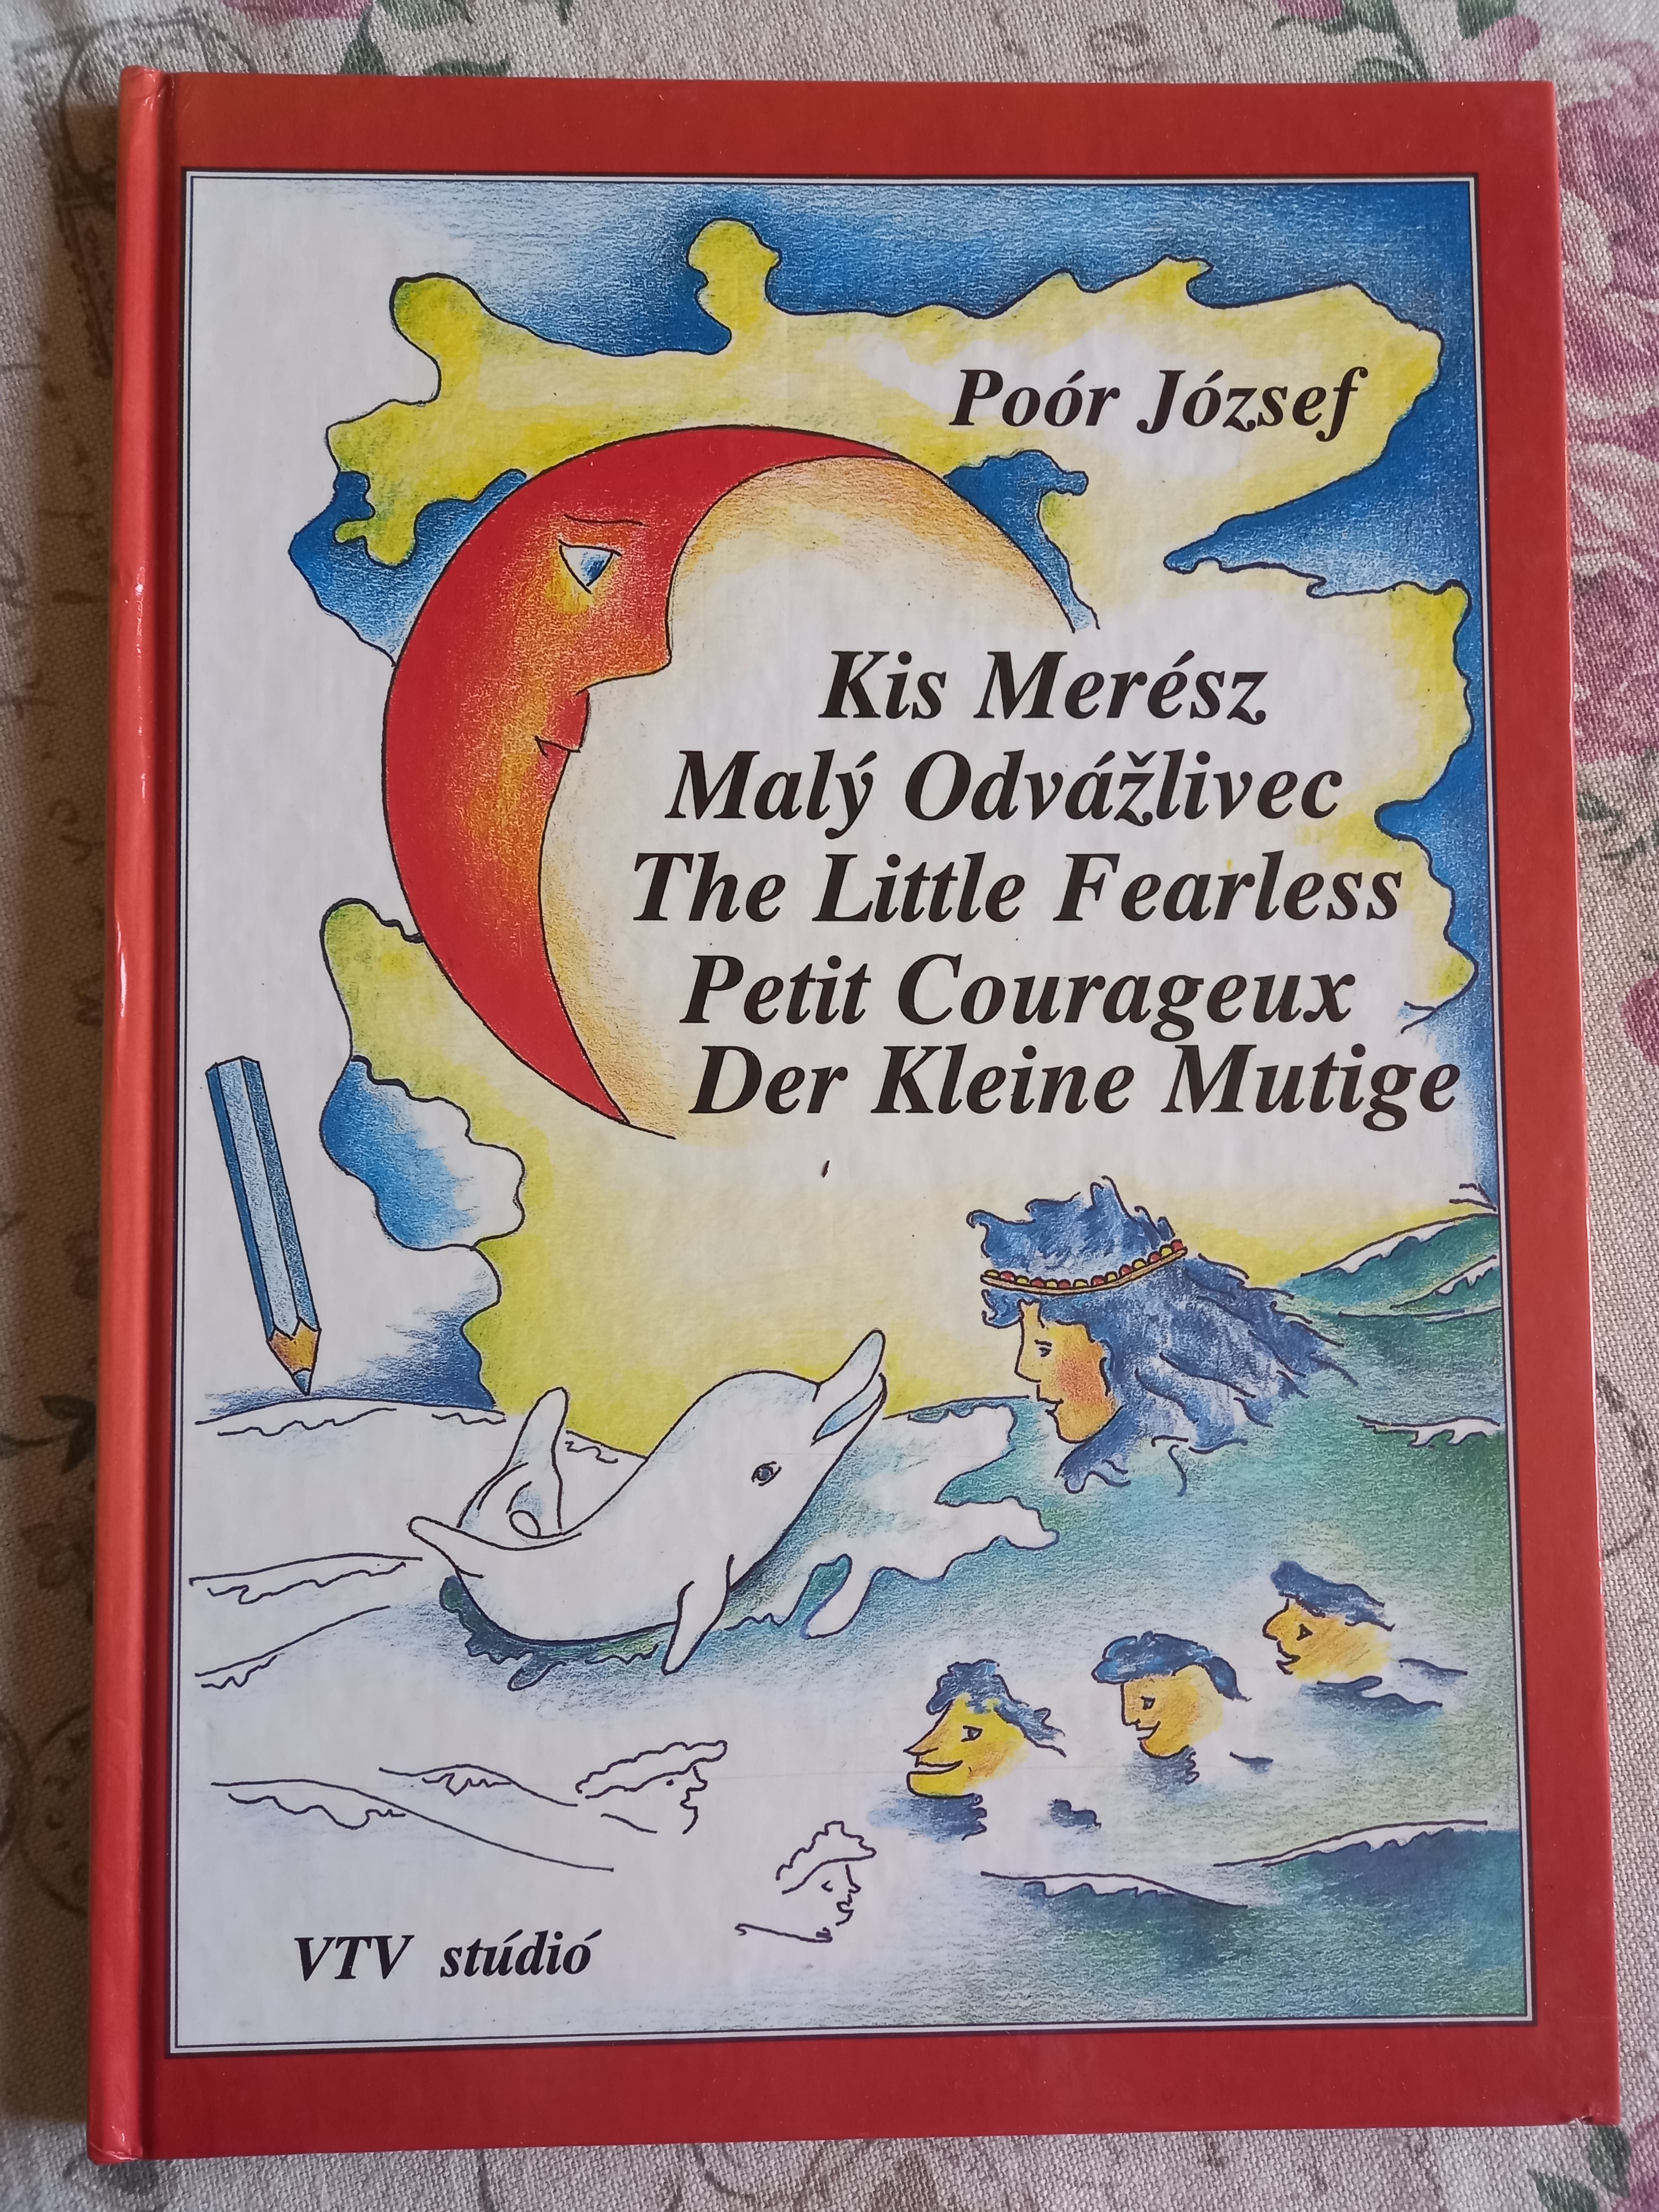 Poór József
Kis Merész
Malý Odvážlivec
The Little Fearless
Petit Courageux
Der Kleine Mutige
VTV stúdió